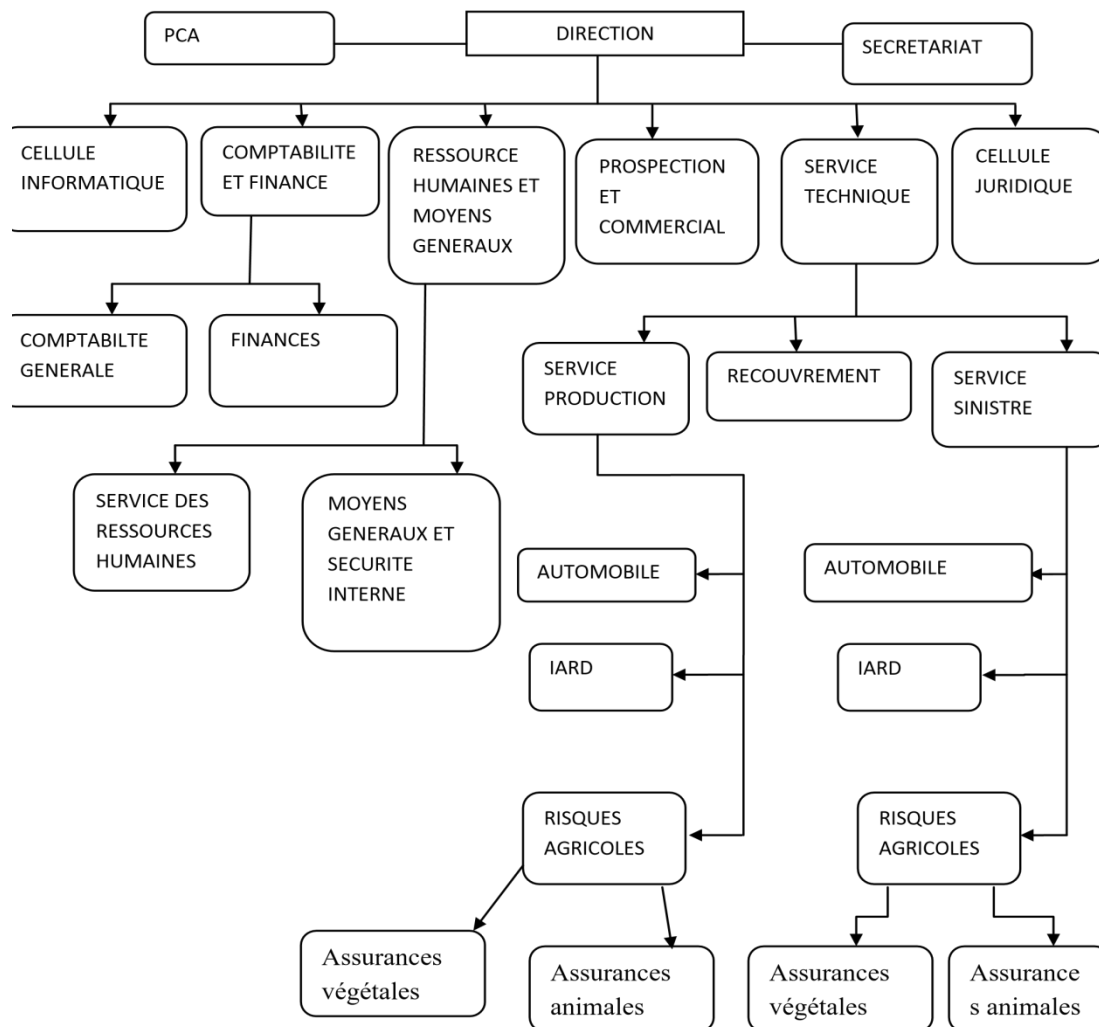 PCA
DIRECTION
SECRETARIAT
CELLULE
INFORMATIQUE
COMPTABILITE
ET FINANCE
RESSOURCE
HUMAINES ET
MOYENS
GENERAUX
PROSPECTION
ET
COMMERCIAL
SERVICE
TECHNIQUE
CELLULE
JURIDIQUE
COMPTABILTE
GENERALE
FINANCES
SERVICE
PRODUCTION
RECOUVREMENT
SERVICE
SINISTRE
SERVICE DES
RESSOURCES
HUMAINES
MOYENS
GENERAUX ET
SECURITE
INTERNE
AUTOMOBILE
AUTOMOBILE
IARD
IARD
RISQUES
AGRICOLES
RISQUES
AGRICOLES
Assurances
végétales
Assurances
animales
Assurances
végétales
Assurance
s animales